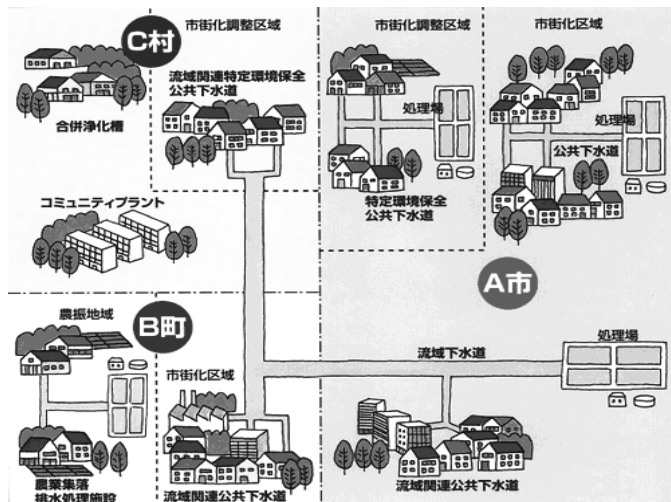 C村
市街化調整区域
流域関連特定環境保全
公共下水道
合併浄化槽
コミュニティプラント
市街化調整区域
処理場
特定環境保全
公共下水道
市街化区域
処理場
公共下水道
A市
農振地域
B町
市街化区域
農業集落
排水処理施設
流域関連公共下水道
流域下水道
処理場
流域関連公共下水道